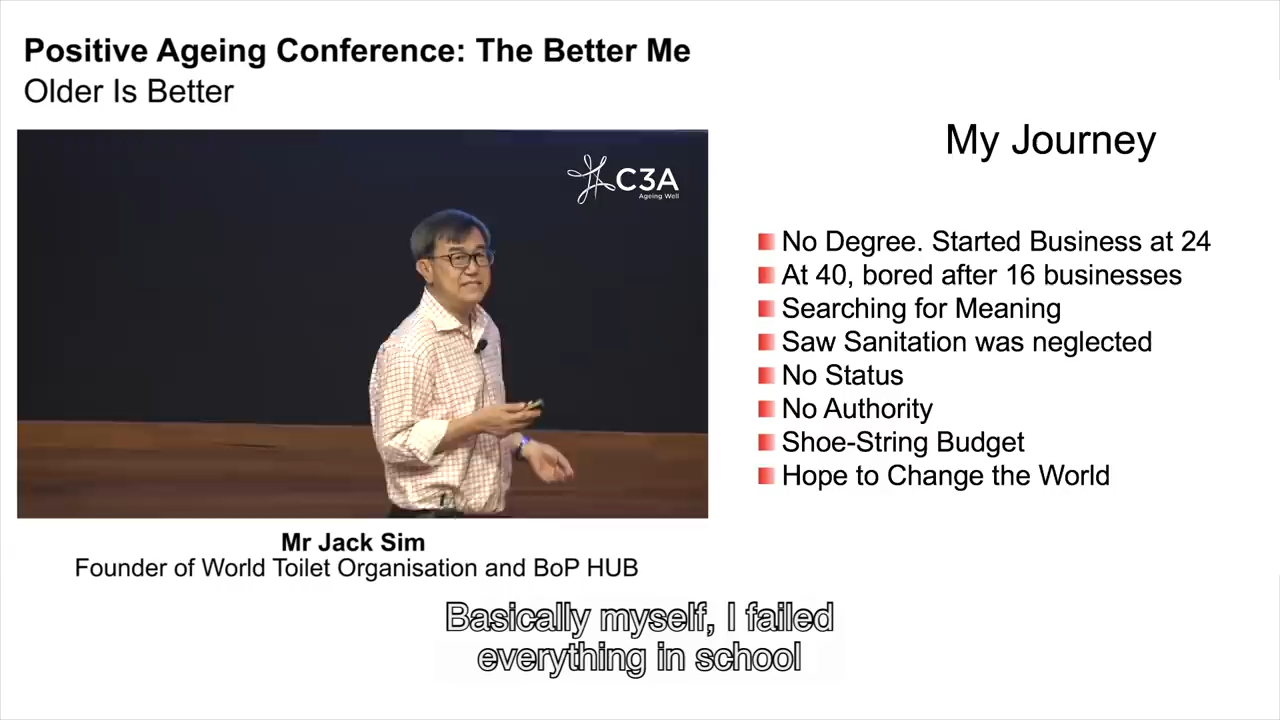 Positive Ageing Conference: The Better Me
Older Is Better
C3A
Ageing Well
My Journey
No Degree. Started Business at 24
At 40, bored after 16 businesses
Searching for Meaning
Saw Sanitation was neglected
No Status
No Authority
Shoe-String Budget
Hope to Change the World
Mr Jack Sim
Founder of World Toilet Organisation and BoP HUB
Basically myself, I failed
everything in school